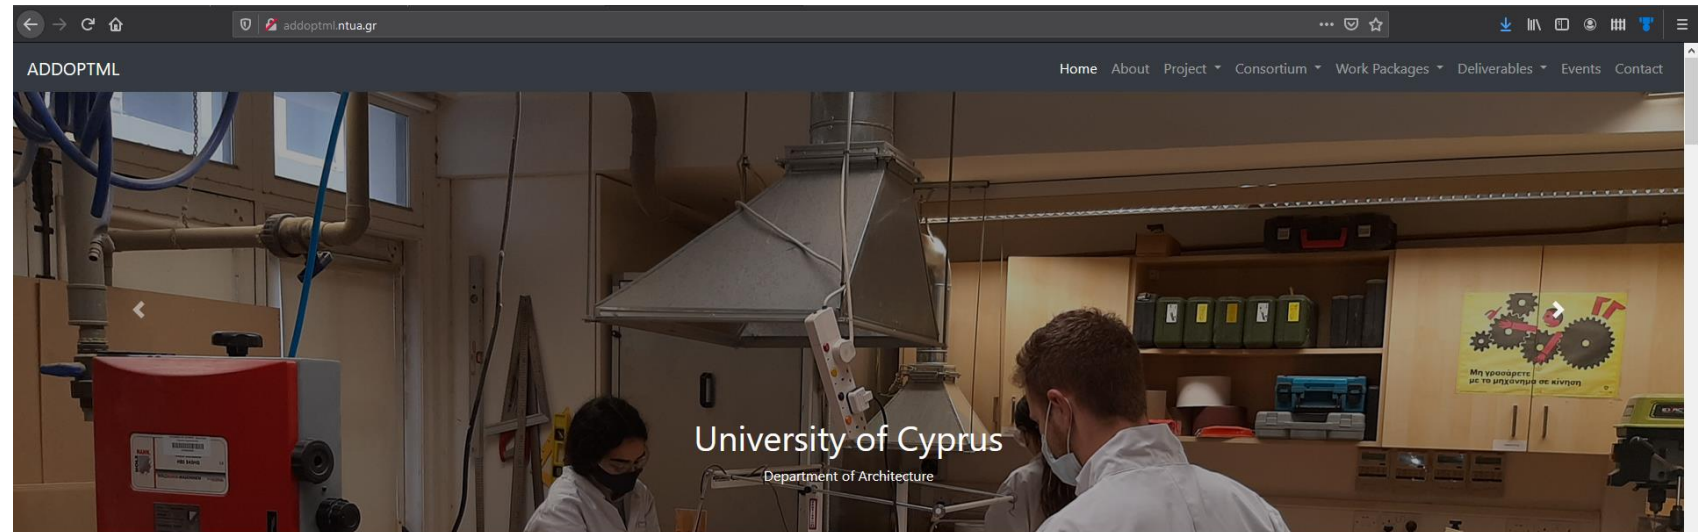 addoptml.ntua.gr
ADDOPTML
Home About Project Consortium Work Packages Deliverables Events Contact
Μη γρασάρετε
με το μηχάνημα σε κίνηση
University of Cyprus
Department of Architecture